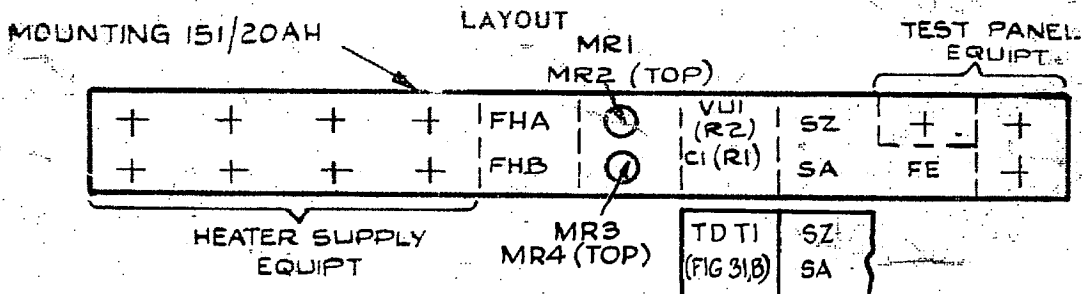 LAYOUT
MOUNTING 151/20AH
MR1
MR2 (TOP)
TEST PANEL
EQUIPT.
FHA
VU1
(R2)
C1 (R1)
SZ
FHB
SA
FE
HEATER SUPPLY
EQUIPT
MR3
MR4 (TOP)
TD T1
(FIG 31,B)
SZ
SA